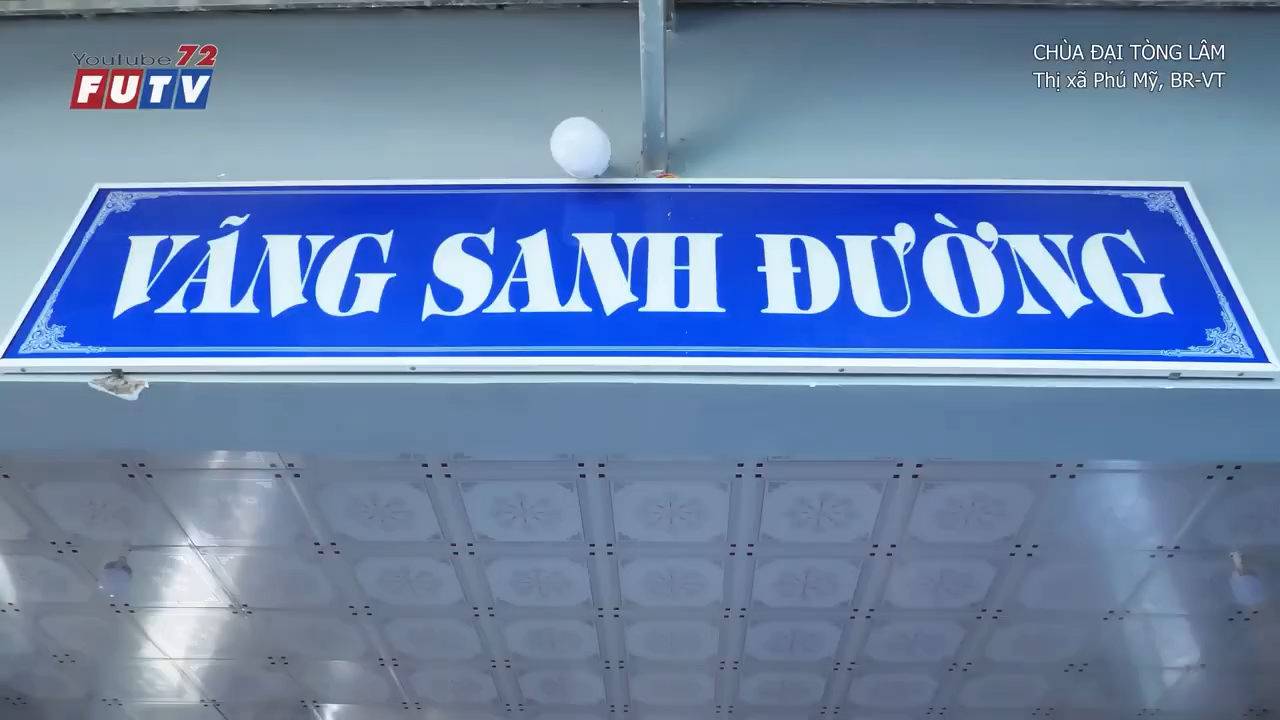 Youtube 72
FUTV
CHÙA ĐẠI TÒNG LÂM
Thị xã Phú Mỹ, BR-VT
VÃNG SANH ĐƯỜNG